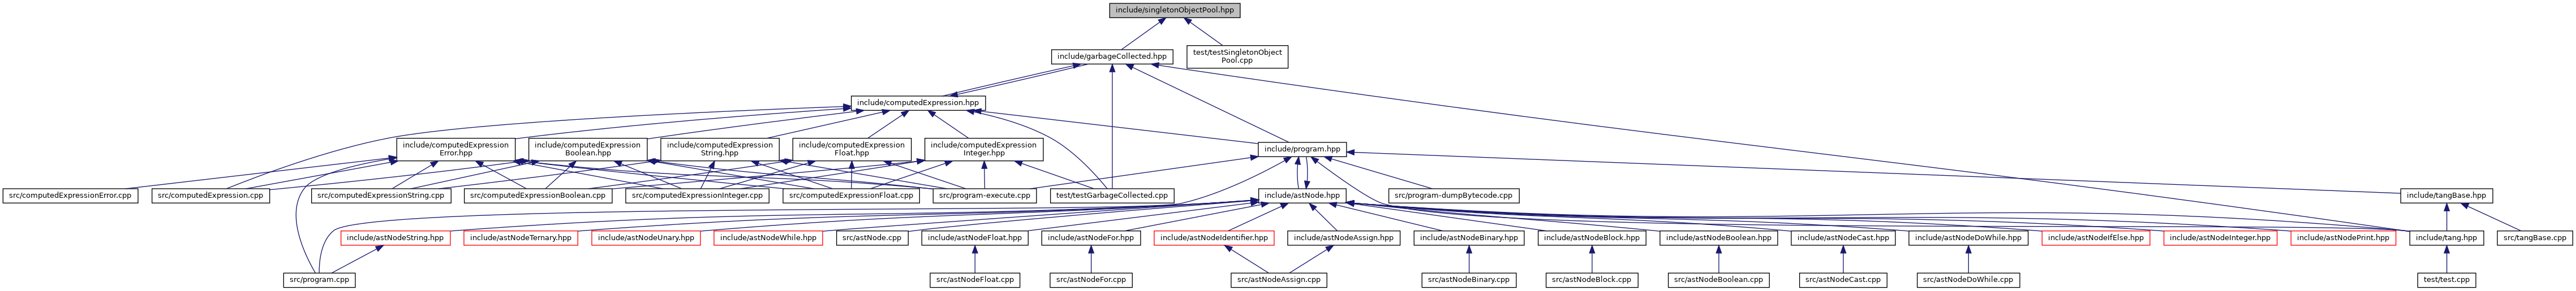 include/singletonObjectPool.hpp
include/garbageCollected.hpp
test/testSingletonObject
Pool.cpp
include/computedExpression.hpp
include/computedExpression
Error.hpp
include/computedExpression
Boolean.hpp
include/computedExpression
String.hpp
include/computedExpression
Float.hpp
include/computedExpression
Integer.hpp
include/program.hpp
src/computedExpressionError.cpp
src/computedExpression.cpp
src/computedExpressionString.cpp
src/computedExpressionBoolean.cpp
src/computedExpressionInteger.cpp
src/computedExpressionFloat.cpp
src/program-execute.cpp
test/testGarbageCollected.cpp
include/astNode.hpp
src/program-dumpBytecode.cpp
include/tangBase.hpp
include/astNodeString.hpp
include/astNodeTernary.hpp
include/astNodeUnary.hpp
include/astNodeWhile.hpp
src/astNode.cpp
include/astNodeFloat.hpp
include/astNodeFor.hpp
include/astNodeIdentifier.hpp
include/astNodeAssign.hpp
include/astNodeBinary.hpp
include/astNodeBlock.hpp
include/astNodeBoolean.hpp
include/astNodeCast.hpp
include/astNodeDoWhile.hpp
include/astNodeIfElse.hpp
include/astNodeInteger.hpp
include/astNodePrint.hpp
include/tang.hpp
src/tangBase.cpp
src/program.cpp
src/astNodeFloat.cpp
src/astNodeFor.cpp
src/astNodeAssign.cpp
src/astNodeBinary.cpp
src/astNodeBlock.cpp
src/astNodeBoolean.cpp
src/astNodeCast.cpp
src/astNodeDoWhile.cpp
test/test.cpp